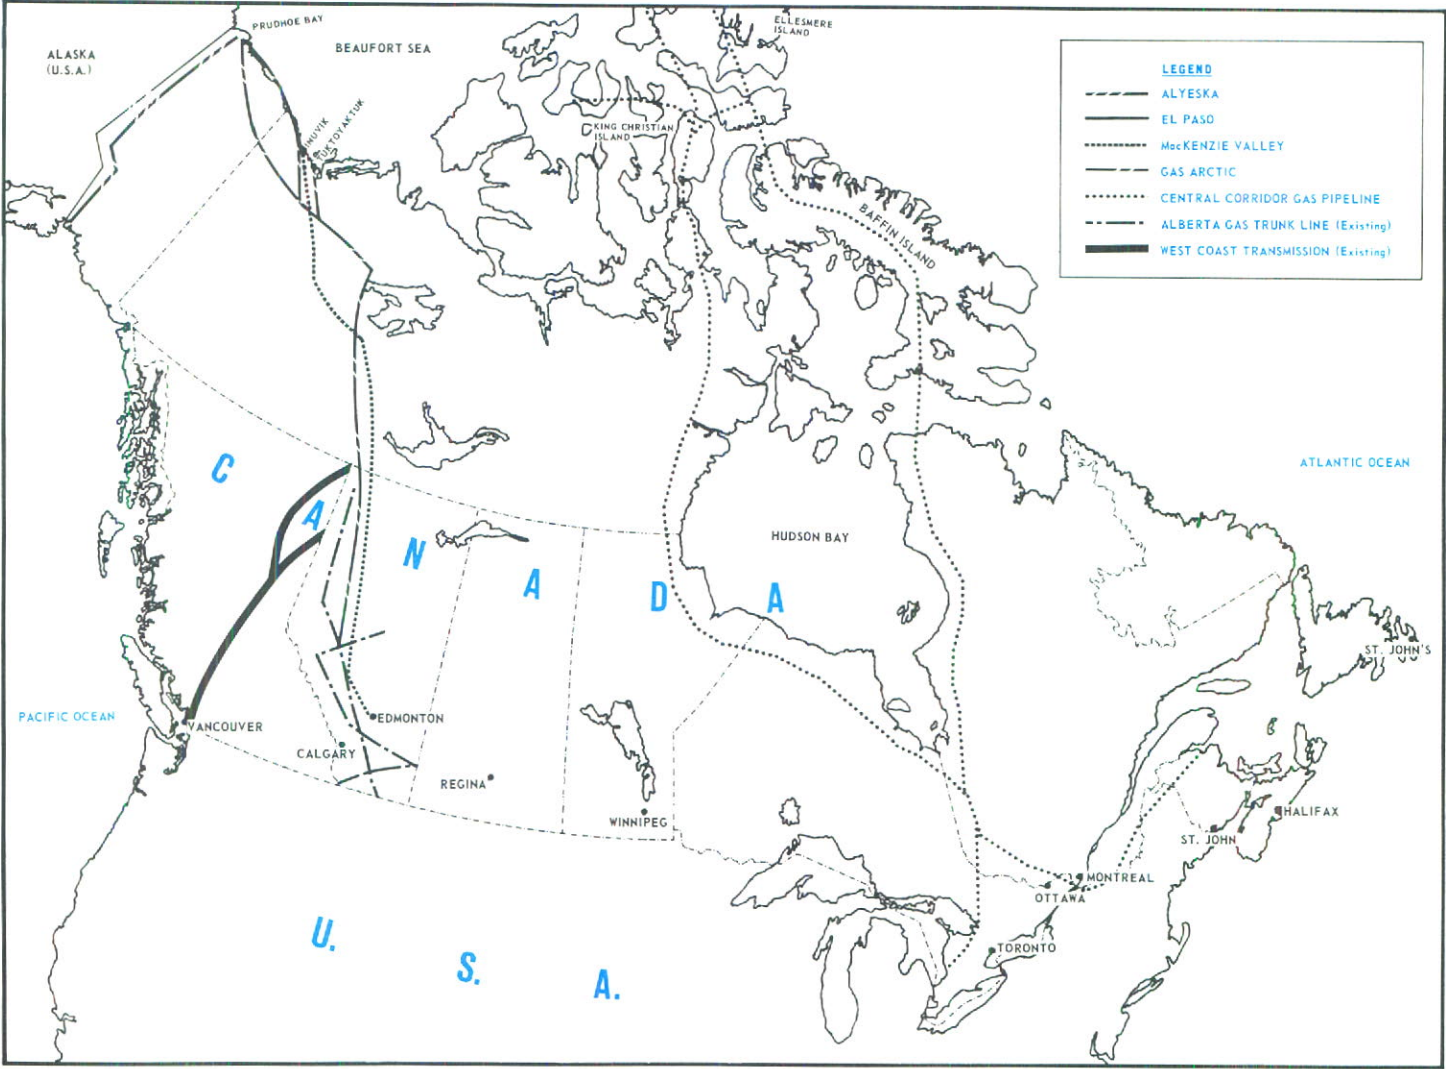 PRUDHOE BAY
ALASKA
(U.S.A.)
BEAUFORT SEA
ELLESMERE
ISLAND
INUVIK
TUKTOYAKTUK
KING CHRISTIAN
ISLAND
BAFFIN ISLAND
LEGEND
ALYESKA
EL PASO
MacKENZIE VALLEY
GAS ARCTIC
CENTRAL CORRIDOR GAS PIPELINE
ALBERTA GAS TRUNK LINE (Existing)
WEST COAST TRANSMISSION (Existing)
ATLANTIC OCEAN
C A N A D A
HUDSON BAY
ST. JOHN'S
PACIFIC OCEAN
VANCOUVER
EDMONTON
CALGARY
REGINA
WINNIPEG
HALIFAX
ST. JOHN
MONTREAL
OTTAWA
TORONTO
U. S. A.